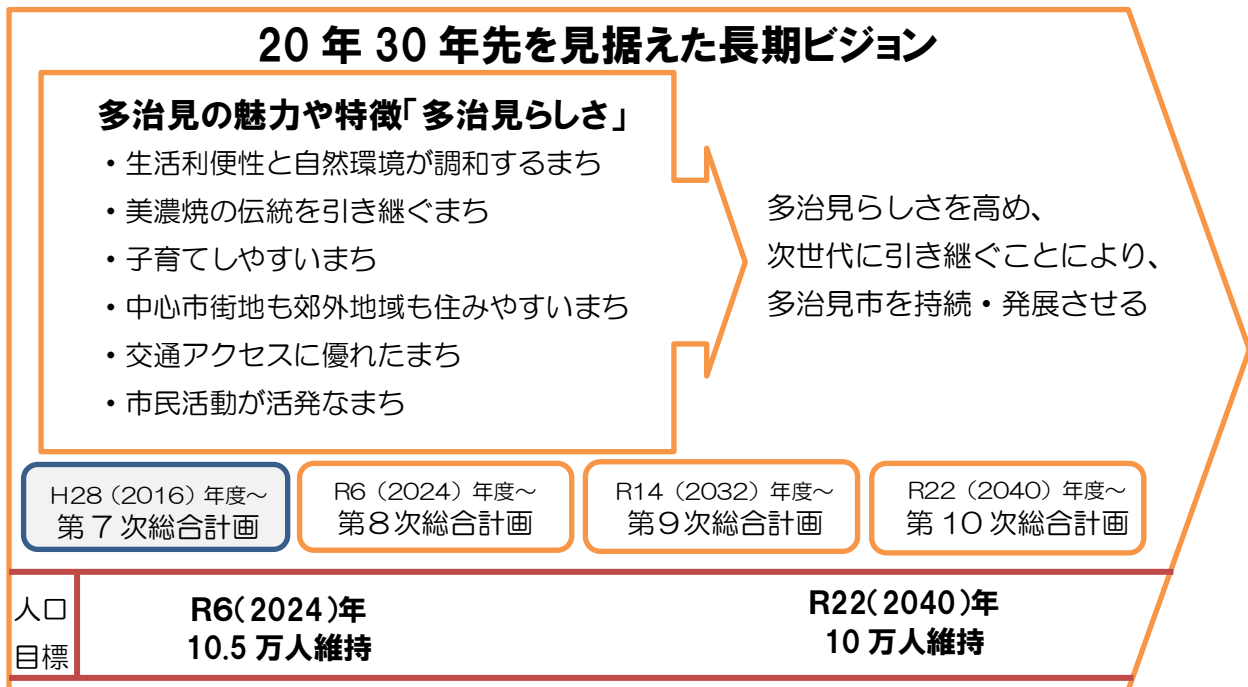 20 年 30 年先を見据えた長期ビジョン
多治見の魅力や特徴「多治見らしさ」
・生活利便性と自然環境が調和するまち
・美濃焼の伝統を引き継ぐまち
・子育てしやすいまち
・中心市街地も郊外地域も住みやすいまち
・交通アクセスに優れたまち
・市民活動が活発なまち
多治見らしさを高め、
次世代に引き継ぐことにより、
多治見市を持続・発展させる
H28（2016）年度～
第７次総合計画
R6（2024）年度～
第８次総合計画
R14（2032）年度～
第９次総合計画
R22（2040）年度～
第 10 次総合計画
人口
目標
R6(2024)年
10.5 万人維持
R22(2040)年
10 万人維持